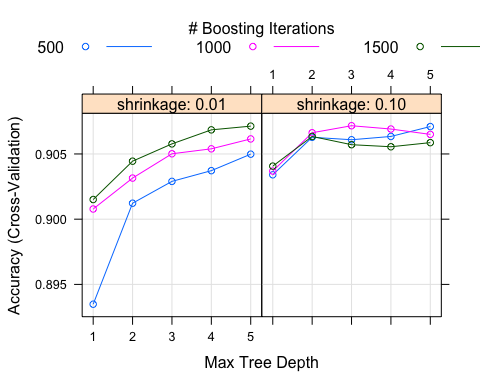 # Boosting Iterations
500 1000 1500
1 2 3 4 5
shrinkage: 0.01 shrinkage: 0.10
Accuracy (Cross-Validation)
0.905
0.900
0.895
1 2 3 4 5
Max Tree Depth